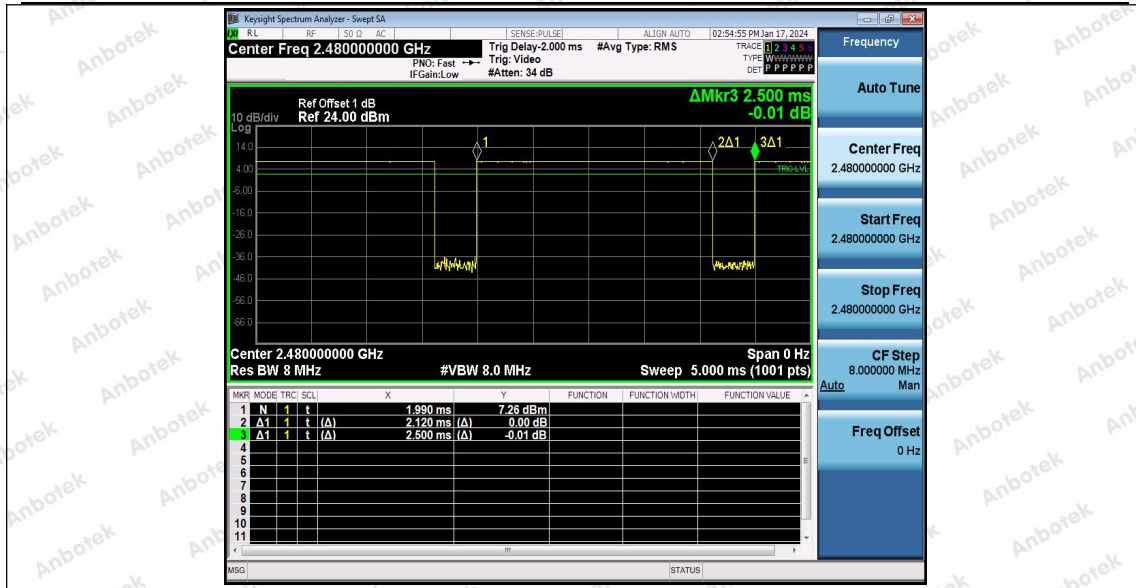 Keysight Spectrum Analyzer - Swept SA
LXI RL RF 50 Ω AC SENSE:PULSE ALIGN AUTO 02:54:55 PM Jan 17, 2024
Center Freq 2.480000000 GHz Trig Delay-2.000 ms #Avg Type: RMS TRACE 1 2 3 4 5 6
PNO: Fast Trig: Video TYPE WWWWWW
IFGain:Low #Atten: 34 dB DET P P P P P P
Frequency
Auto Tune
Center Freq
2.480000000 GHz
Start Freq
2.480000000 GHz
Stop Freq
2.480000000 GHz
CF Step
8.000000 MHz
Auto Man
Freq Offset
0 Hz
ΔMkr3 2.500 ms
-0.01 dB
Ref Offset 1 dB
10 dB/div Ref 24.00 dBm
Log
14.0
4.00
-6.00
-16.0
-26.0
-36.0
-46.0
-56.0
-66.0
1 2Δ1 3Δ1
TRIG LVL
Center 2.480000000 GHz Span 0 Hz
Res BW 8 MHz #VBW 8.0 MHz Sweep 5.000 ms (1001 pts)
MKR MODE TRC SCL X Y FUNCTION FUNCTION WIDTH FUNCTION VALUE
1 N 1 t 1.990 ms 7.26 dBm
2 Δ1 1 t (Δ) 2.120 ms (Δ) 0.00 dB
3 Δ1 1 t (Δ) 2.500 ms (Δ) -0.01 dB
4
5
6
7
8
9
10
11
MSG STATUS
Anbotek